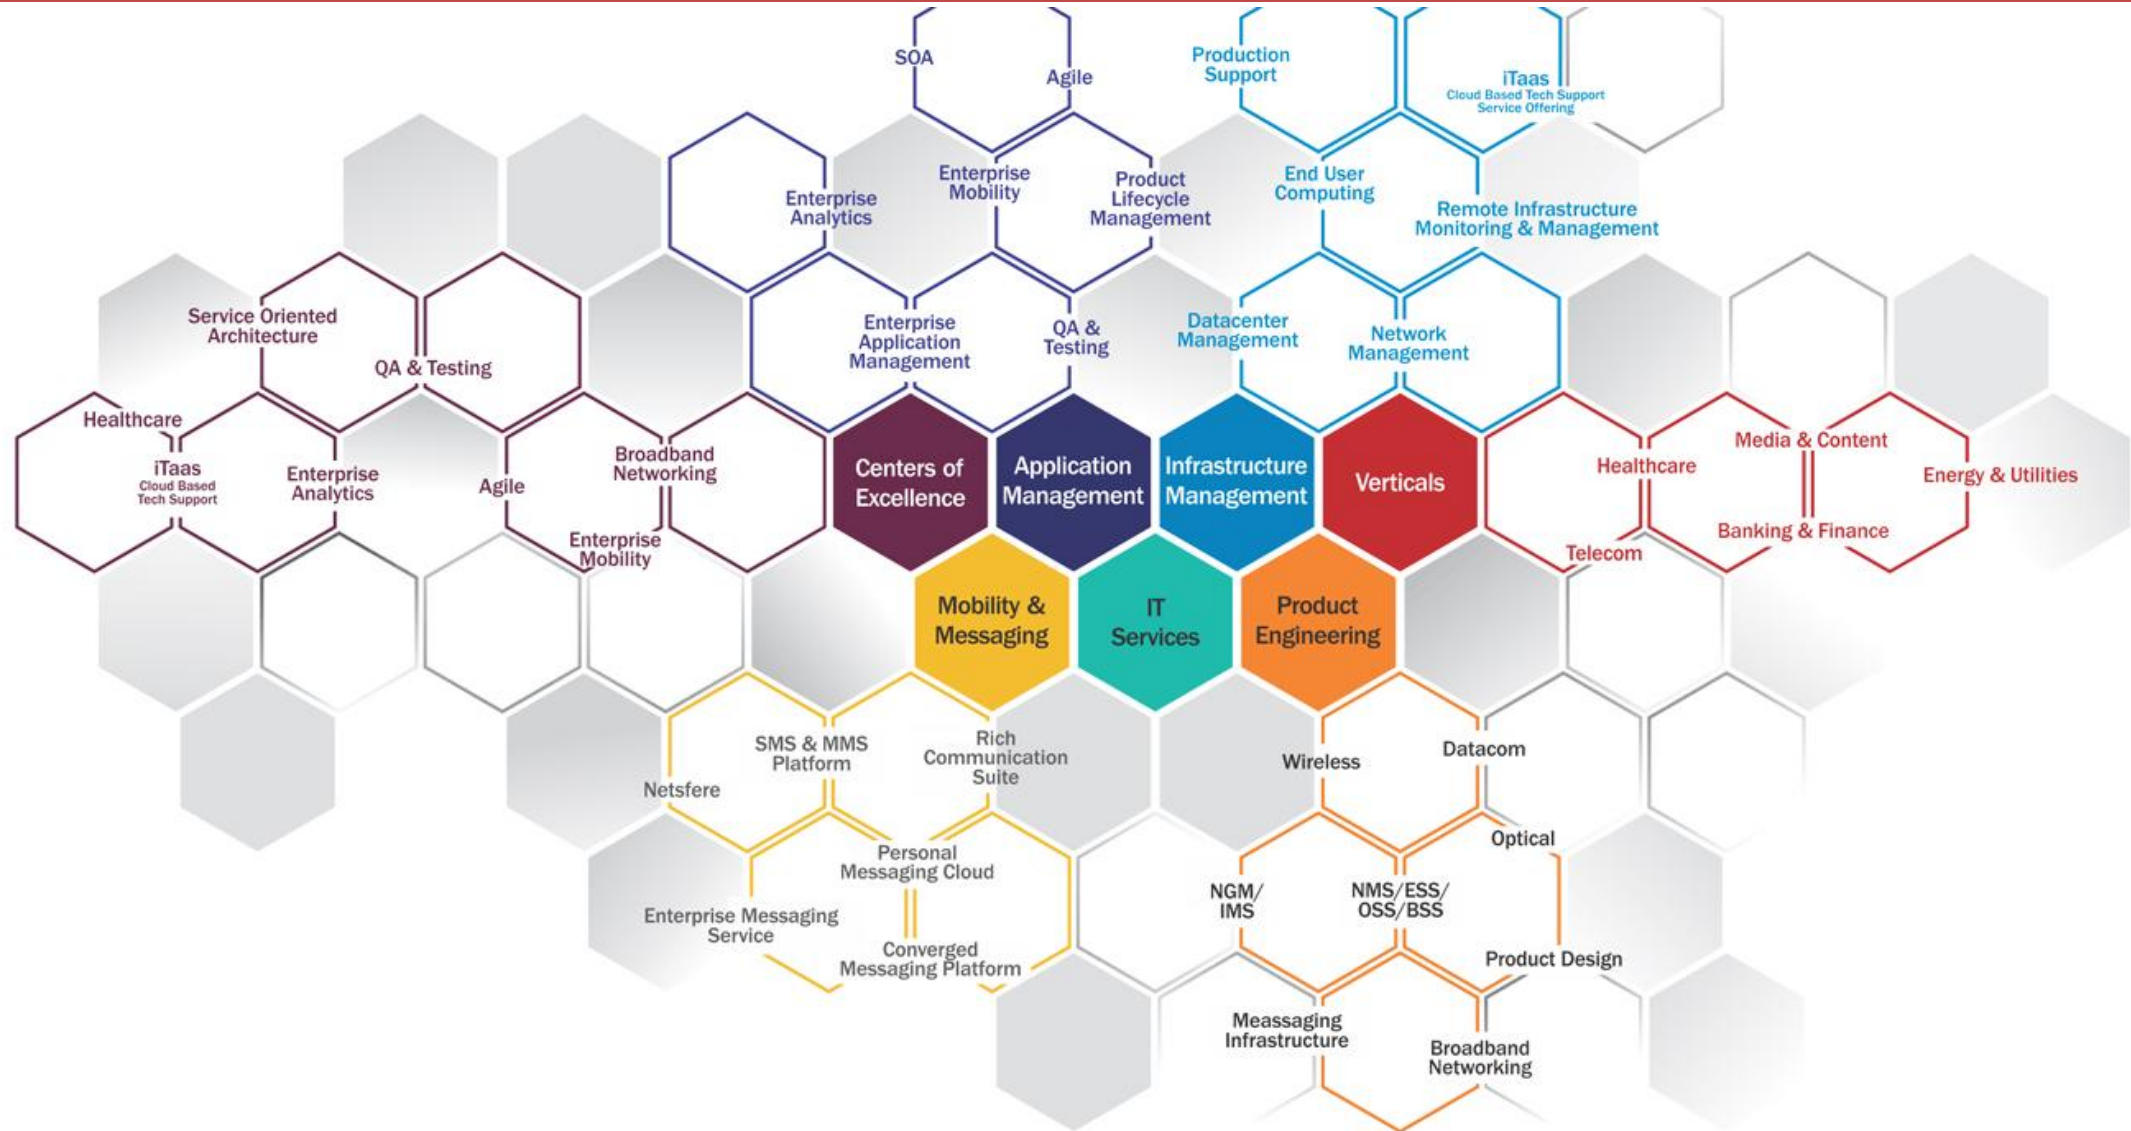 SOA
Agile
Production
Support
iTaas
Cloud Based Tech Support
Service Offering
Enterprise
Analytics
Enterprise
Mobility
Product
Lifecycle
Management
End User
Computing
Remote Infrastructure
Monitoring & Management
Service Oriented
Architecture
QA & Testing
Enterprise
Application
Management
QA &
Testing
Datacenter
Management
Network
Management
Healthcare
iTaas
Cloud Based
Tech Support
Enterprise
Analytics
Agile
Broadband
Networking
Enterprise
Mobility
Centers of
Excellence
Application
Management
Infrastructure
Management
Verticals
Healthcare
Media & Content
Energy & Utilities
Banking & Finance
Telecom
Mobility &
Messaging
IT
Services
Product
Engineering
SMS & MMS
Platform
Netsfere
Rich
Communication
Suite
Personal
Messaging Cloud
Enterprise Messaging
Service
Converged
Messaging Platform
Wireless
Datacom
Optical
NGM/
IMS
NMS/ESS/
OSS/BSS
Product Design
Meassaging
Infrastructure
Broadband
Networking